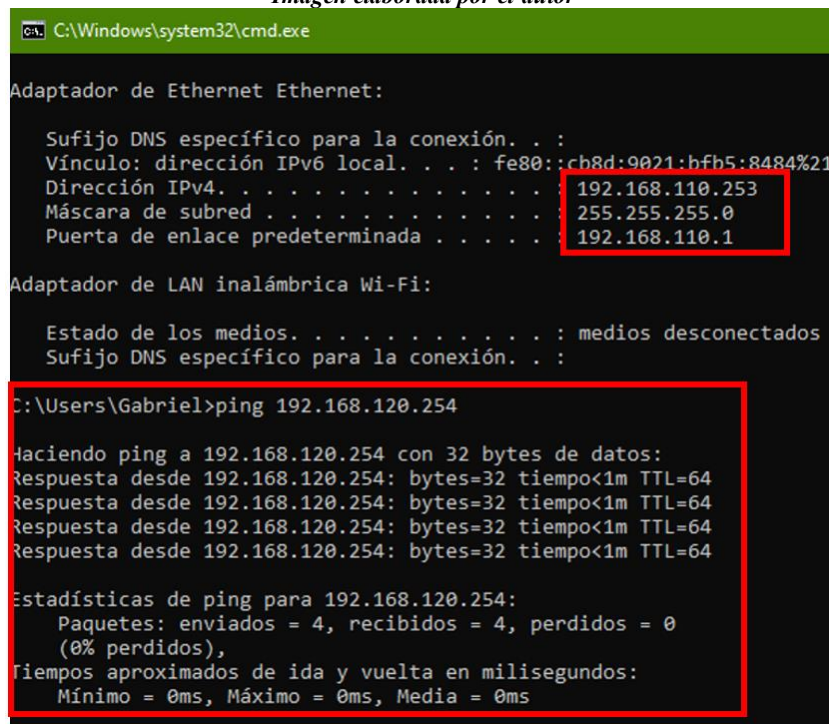 Imagen elaborada por el autor
C:\Windows\system32\cmd.exe
Adaptador de Ethernet Ethernet:
Sufijo DNS específico para la conexión. . :
Vínculo: dirección IPv6 local. . . : fe80::cb8d:9021:bfb5:8484%21
Dirección IPv4. . . . . . . . . . . . . . : 192.168.110.253
Máscara de subred . . . . . . . . . . . . : 255.255.255.0
Puerta de enlace predeterminada . . . . . : 192.168.110.1
Adaptador de LAN inalámbrica Wi-Fi:
Estado de los medios. . . . . . . . . . . : medios desconectados
Sufijo DNS específico para la conexión. . :
C:\Users\Gabriel>ping 192.168.120.254
Haciendo ping a 192.168.120.254 con 32 bytes de datos:
Respuesta desde 192.168.120.254: bytes=32 tiempo<1m TTL=64
Respuesta desde 192.168.120.254: bytes=32 tiempo<1m TTL=64
Respuesta desde 192.168.120.254: bytes=32 tiempo<1m TTL=64
Respuesta desde 192.168.120.254: bytes=32 tiempo<1m TTL=64
Estadísticas de ping para 192.168.120.254:
Paquetes: enviados = 4, recibidos = 4, perdidos = 0
(0% perdidos),
Tiempos aproximados de ida y vuelta en milisegundos:
Mínimo = 0ms, Máximo = 0ms, Media = 0ms